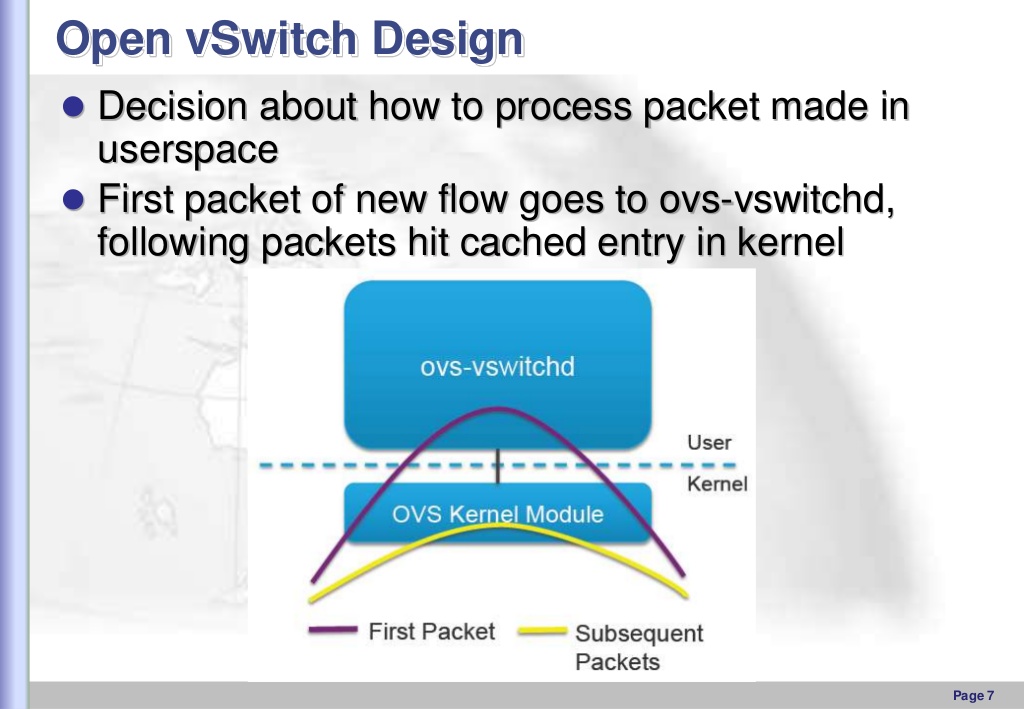 Open vSwitch Design
Decision about how to process packet made in
userspace
First packet of new flow goes to ovs-vswitchd,
following packets hit cached entry in kernel
ovs-vswitchd
User
Kernel
OVS Kernel Module
First Packet
Subsequent
Packets
Page 7